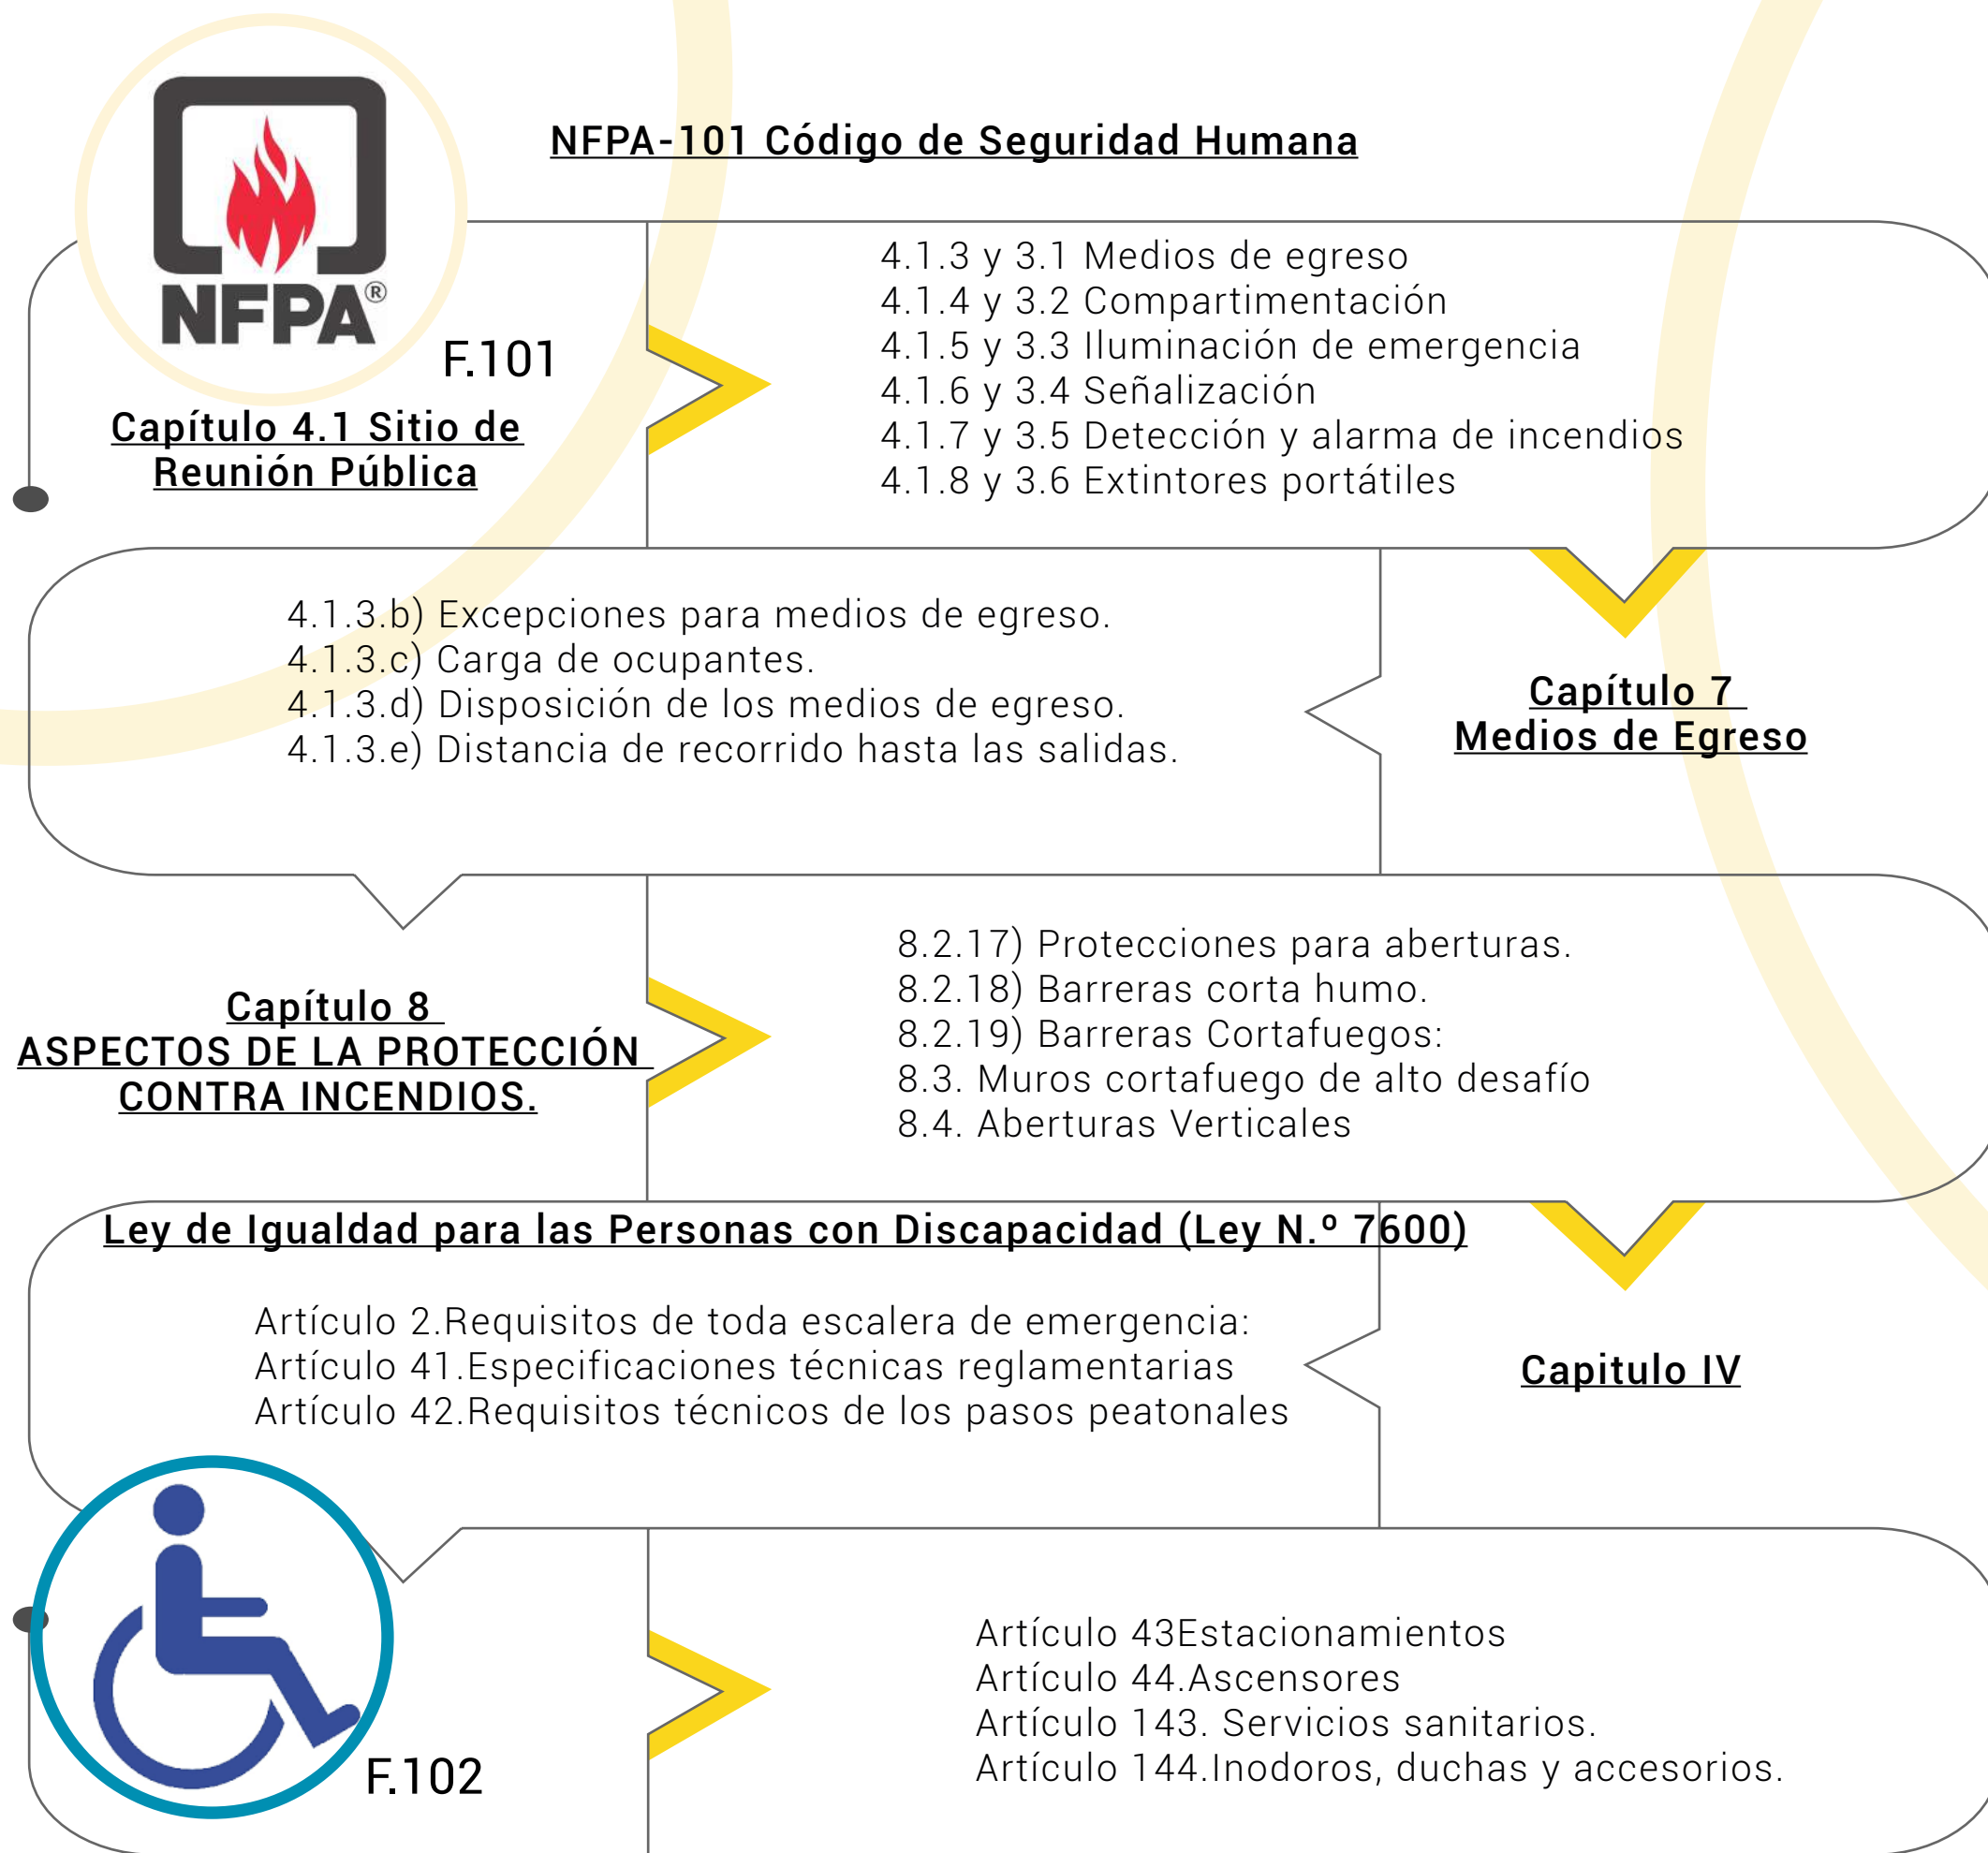 NFPA-101 Código de Seguridad Humana
NFPA®
F.101
Capítulo 4.1 Sitio de
Reunión Pública
4.1.3 y 3.1 Medios de egreso
4.1.4 y 3.2 Compartimentación
4.1.5 y 3.3 Iluminación de emergencia
4.1.6 y 3.4 Señalización
4.1.7 y 3.5 Detección y alarma de incendios
4.1.8 y 3.6 Extintores portátiles
Capítulo 7
Medios de Egreso
4.1.3.b) Excepciones para medios de egreso.
4.1.3.c) Carga de ocupantes.
4.1.3.d) Disposición de los medios de egreso.
4.1.3.e) Distancia de recorrido hasta las salidas.
Capítulo 8
ASPECTOS DE LA PROTECCIÓN
CONTRA INCENDIOS.
8.2.17) Protecciones para aberturas.
8.2.18) Barreras corta humo.
8.2.19) Barreras Cortafuegos:
8.3. Muros cortafuego de alto desafío
8.4. Aberturas Verticales
Ley de Igualdad para las Personas con Discapacidad (Ley N.º 7600)
Capitulo IV
Artículo 2.Requisitos de toda escalera de emergencia:
Artículo 41.Especificaciones técnicas reglamentarias
Artículo 42.Requisitos técnicos de los pasos peatonales
F.102
Artículo 43Estacionamientos
Artículo 44.Ascensores
Artículo 143. Servicios sanitarios.
Artículo 144.Inodoros, duchas y accesorios.